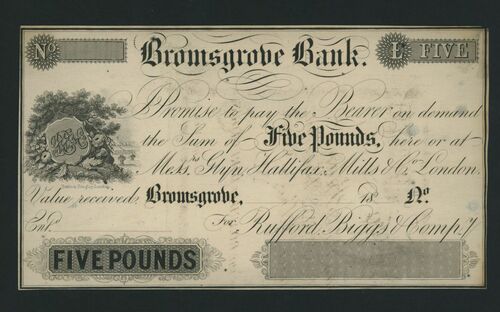 No.
Bromsgrove Bank.
£ FIVE
I Promise to pay the Bearer on demand
the Sum of Five Pounds, here or at
Mess.rs Glyn, Hallifax, Mills & Co. London,
Value received, Bromsgrove, 18 No.
Ent.d
For Rufford, Biggs & Comp.y
FIVE POUNDS